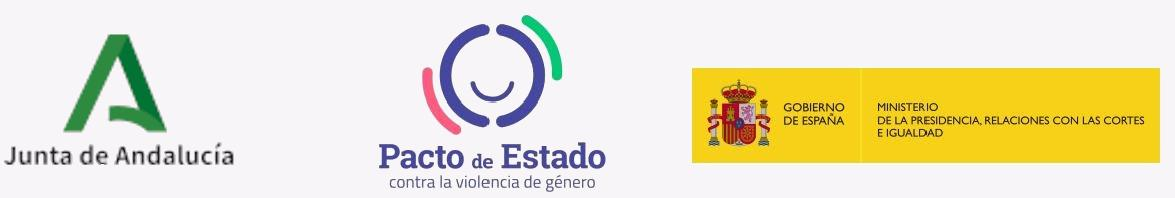 Junta de Andalucía
Pacto de Estado
contra la violencia de género
GOBIERNO
DE ESPAÑA
MINISTERIO
DE LA PRESIDENCIA, RELACIONES CON LAS CORTES
E IGUALDAD